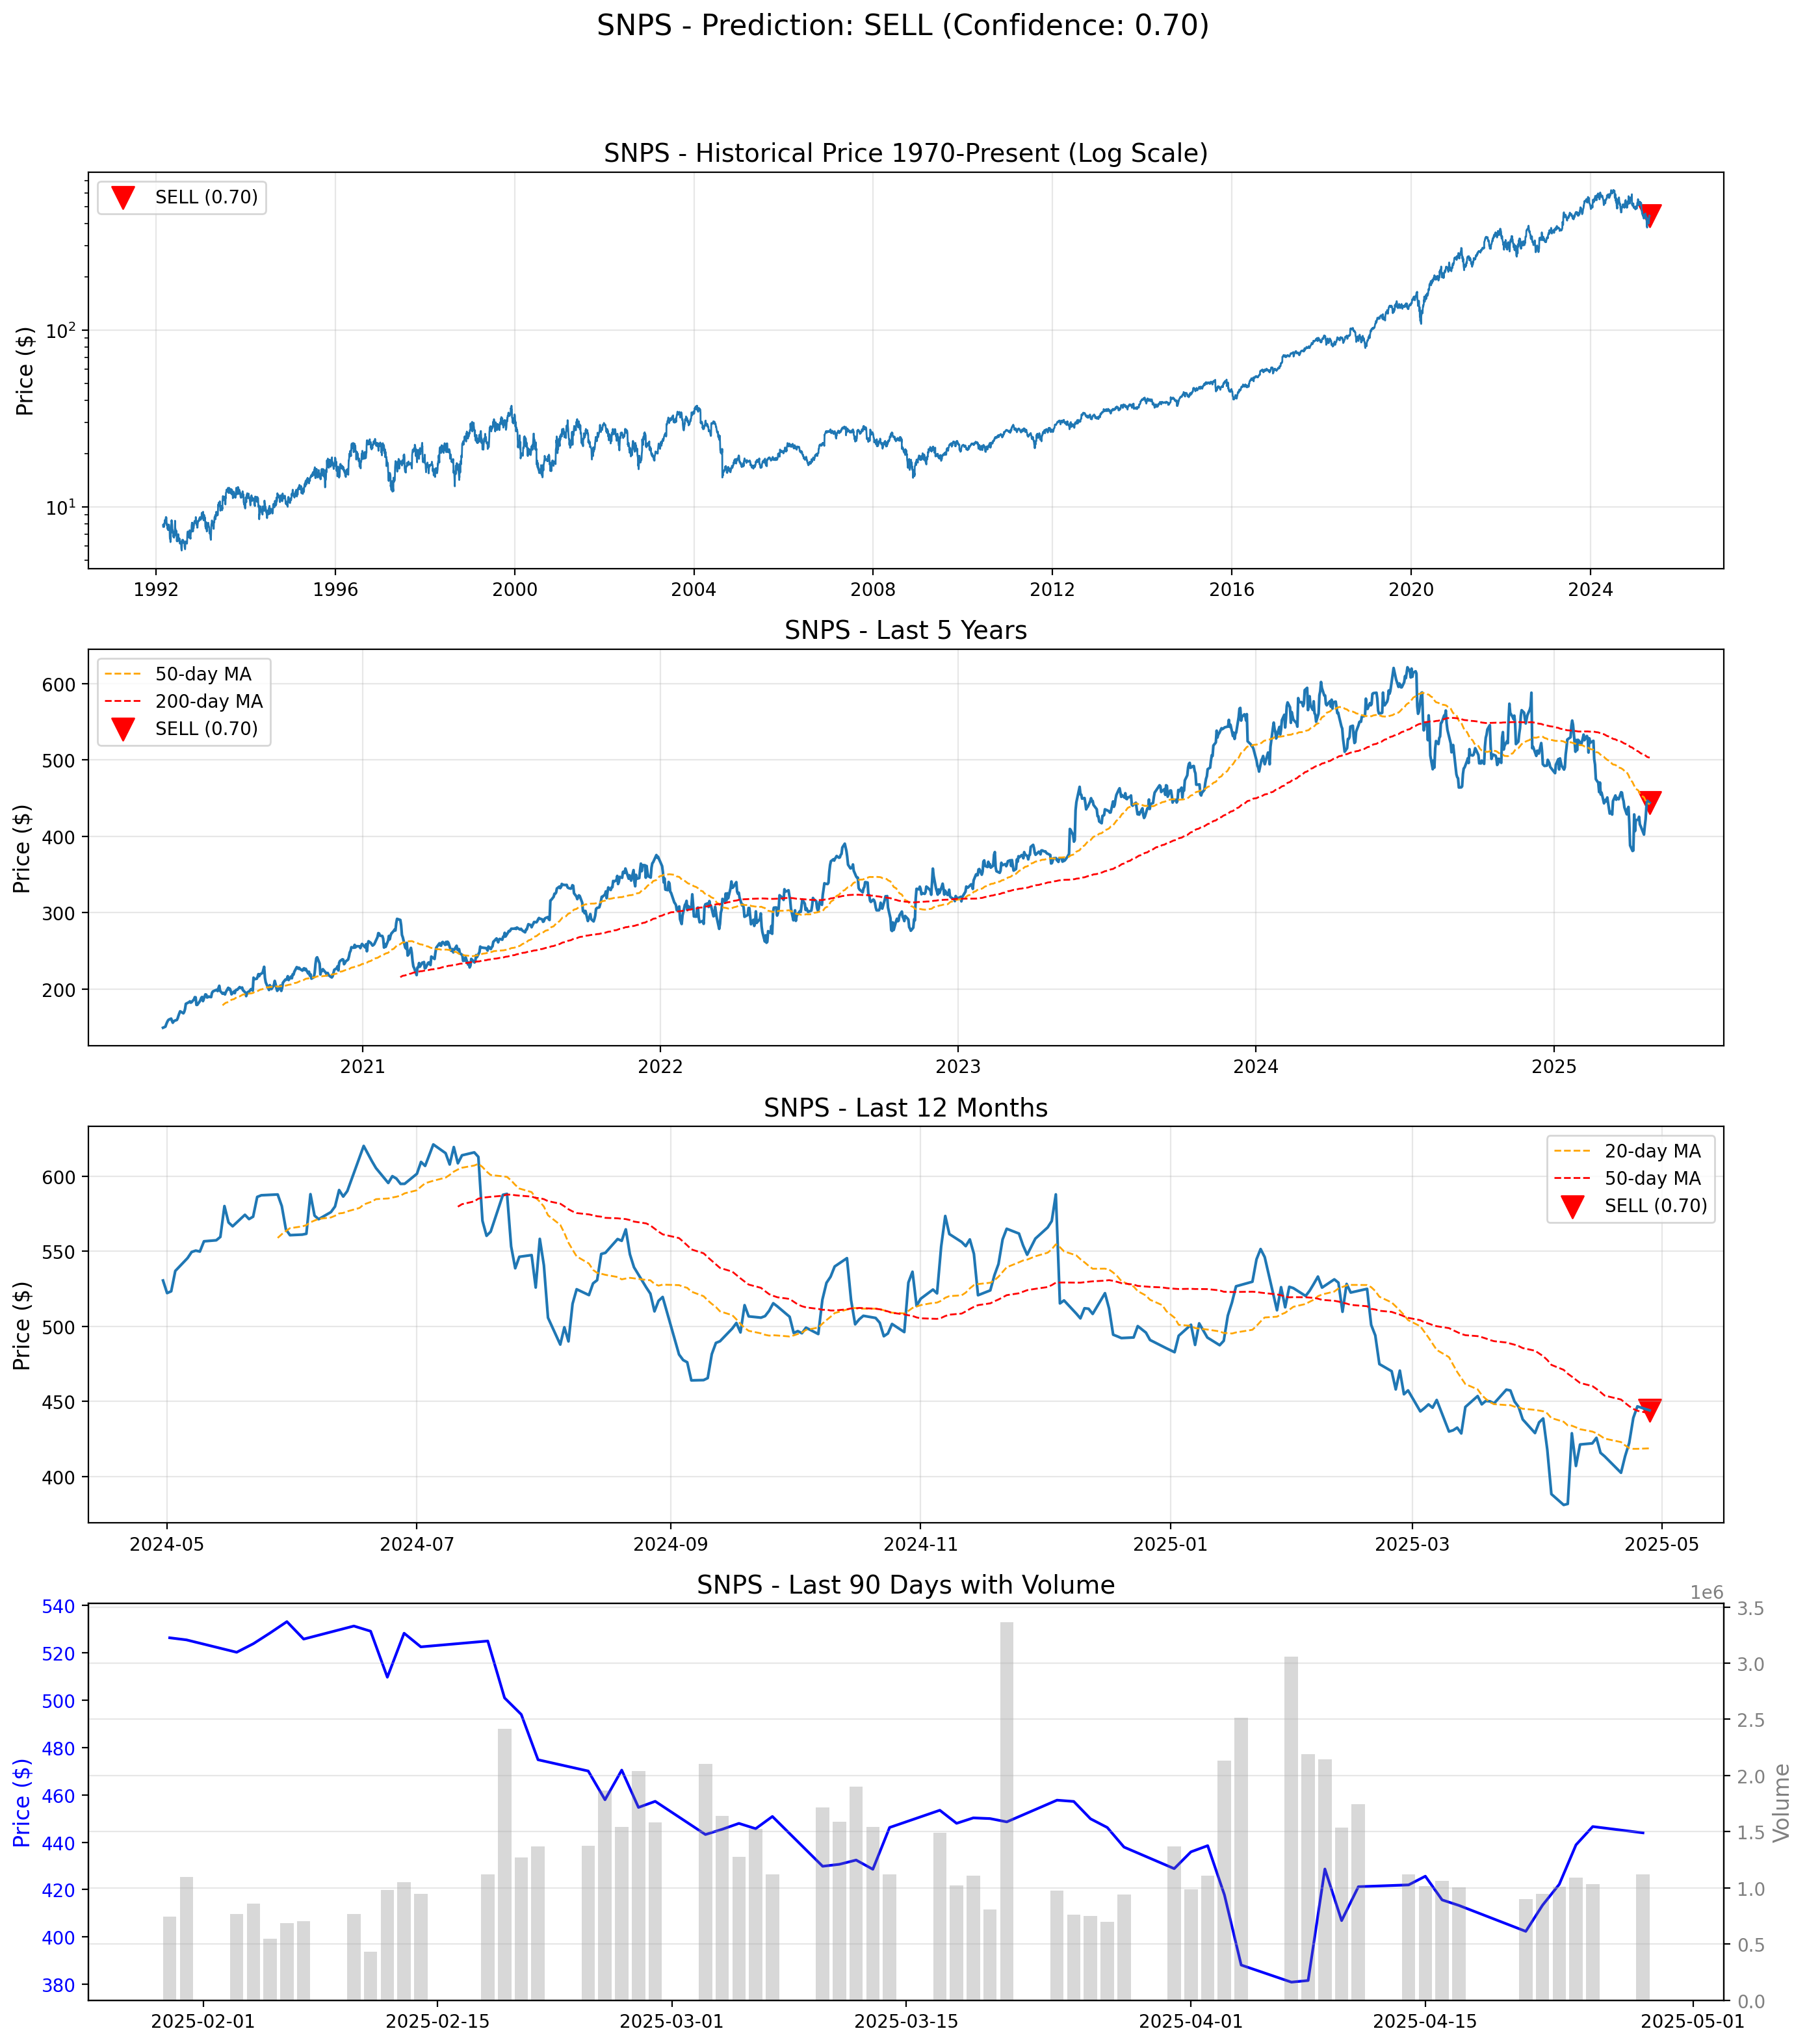 SNPS - Prediction: SELL (Confidence: 0.70)
SNPS - Historical Price 1970-Present (Log Scale)
SELL (0.70)
Price ($)
10²
10¹
1992 1996 2000 2004 2008 2012 2016 2020 2024
SNPS - Last 5 Years
50-day MA
200-day MA
SELL (0.70)
Price ($)
600
500
400
300
200
2021 2022 2023 2024 2025
SNPS - Last 12 Months
20-day MA
50-day MA
SELL (0.70)
Price ($)
600
550
500
450
400
2024-05 2024-07 2024-09 2024-11 2025-01 2025-03 2025-05
SNPS - Last 90 Days with Volume
1e6
Price ($)
540
520
500
480
460
440
420
400
380
3.5
3.0
2.5
2.0
1.5
1.0
0.5
0.0
Volume
2025-02-01 2025-02-15 2025-03-01 2025-03-15 2025-04-01 2025-04-15 2025-05-01